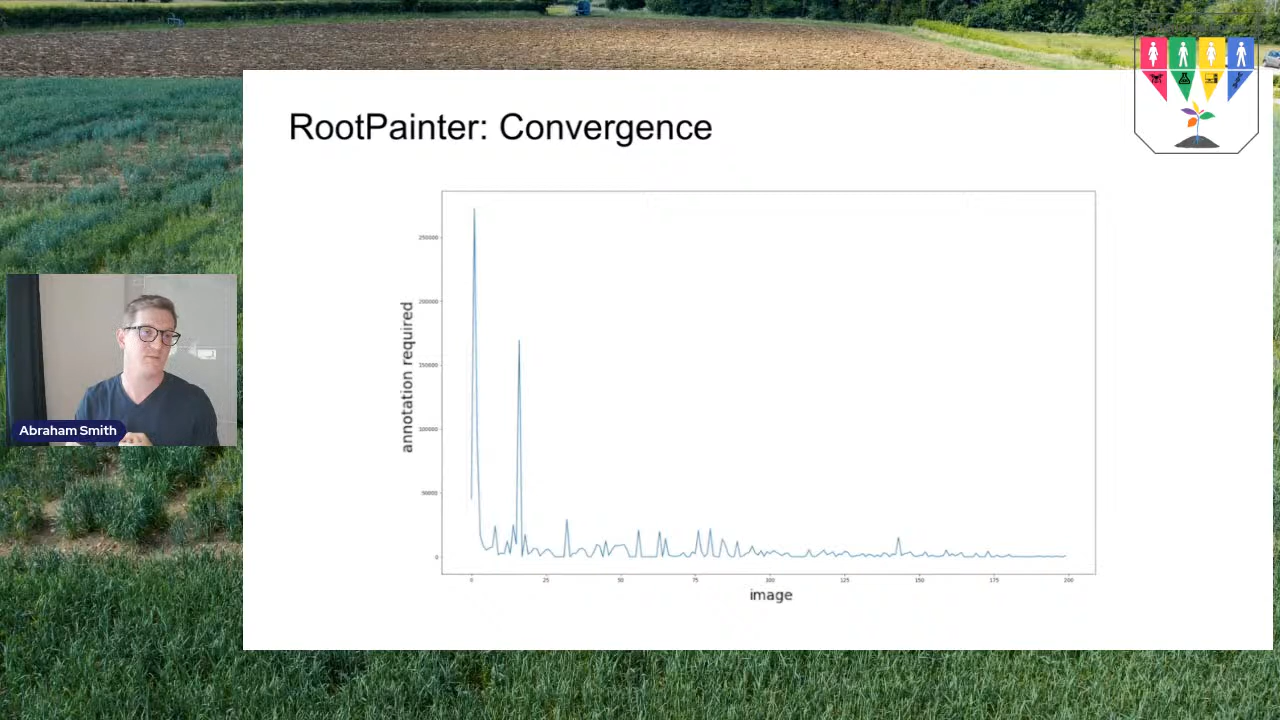 RootPainter: Convergence
annotation required
250000
200000
150000
100000
50000
0
0 25 50 75 100 125 150 175 200
image
Abraham Smith